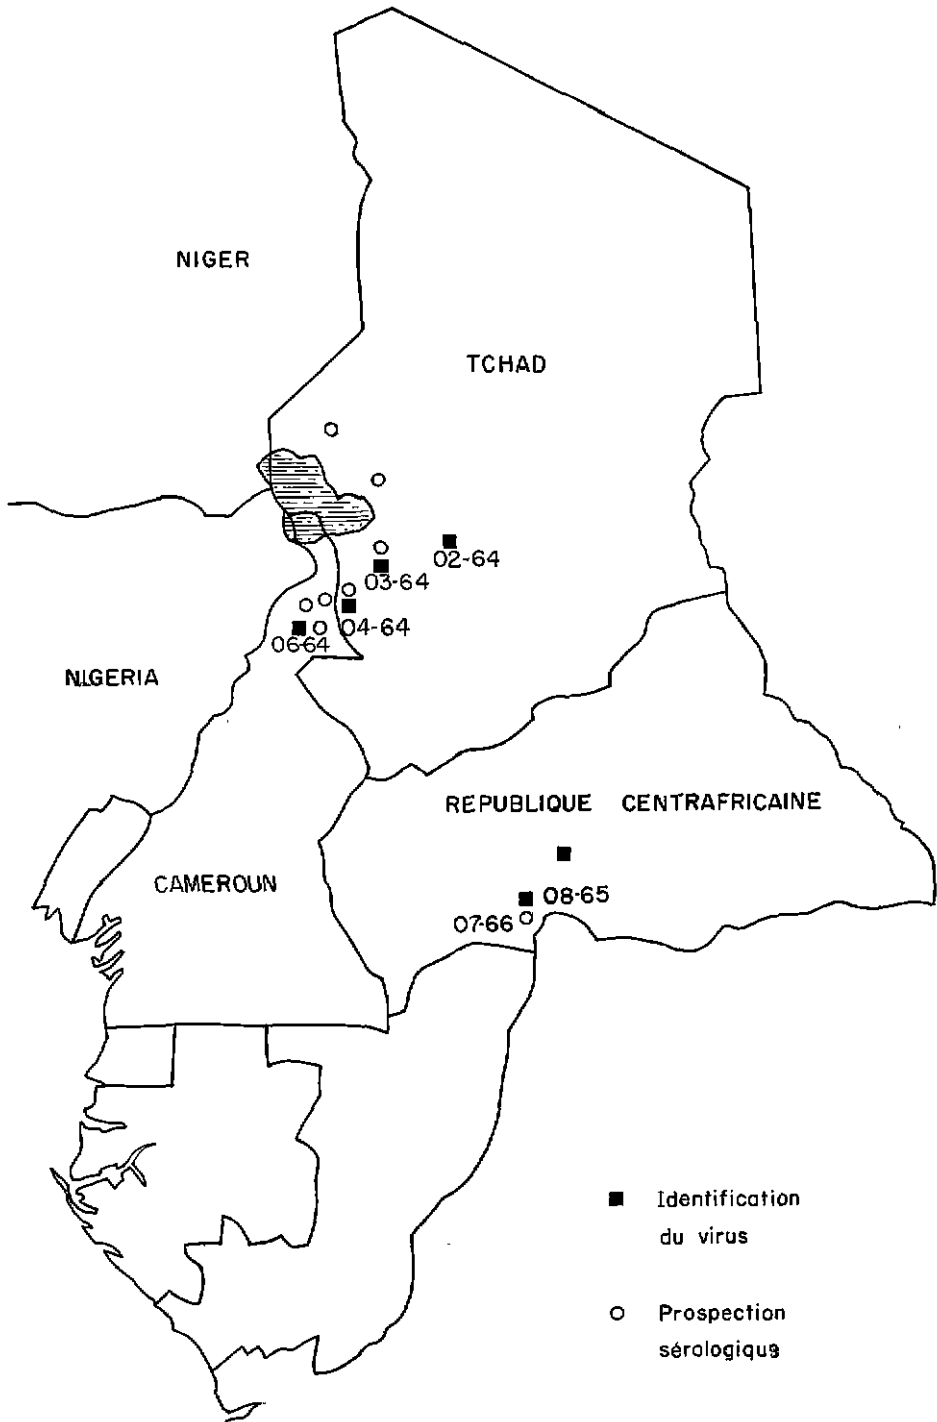 NIGER
TCHAD
02-64
03-64
04-64
06-64
NIGERIA
REPUBLIQUE CENTRAFRICAINE
CAMEROUN
08-65
07-66
Identification
du virus
Prospection
sérologique